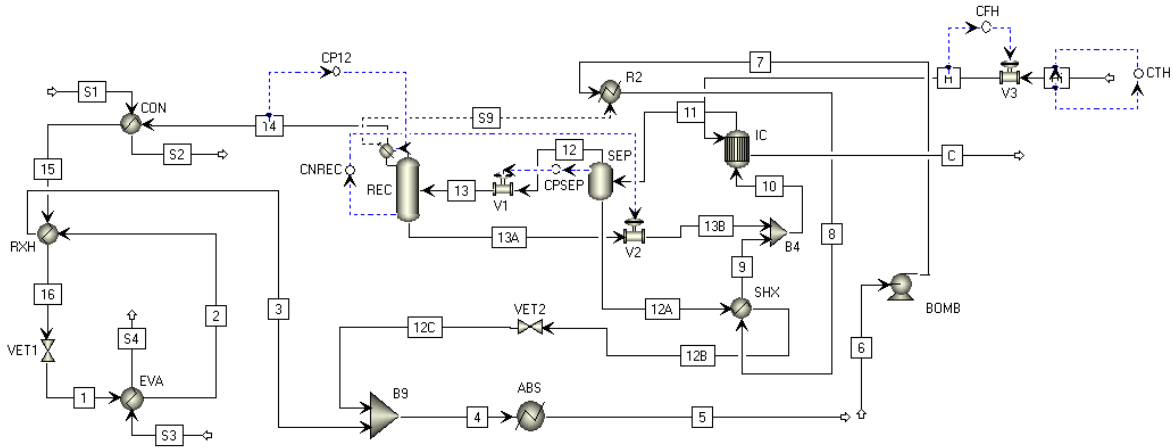 CFH
7
CP12
R2
H
CTH
V3
S1
CON
S9
11
IC
14
12
SEP
S2
CNREC
C
REC
13
CPSEP
10
15
V1
13A
13B
8
V2
B4
RXH
9
16
2
3
SHX
12A
VET2
BOMB
S4
12C
12B
6
VET1
EVA
1
B9
ABS
4
5
S3